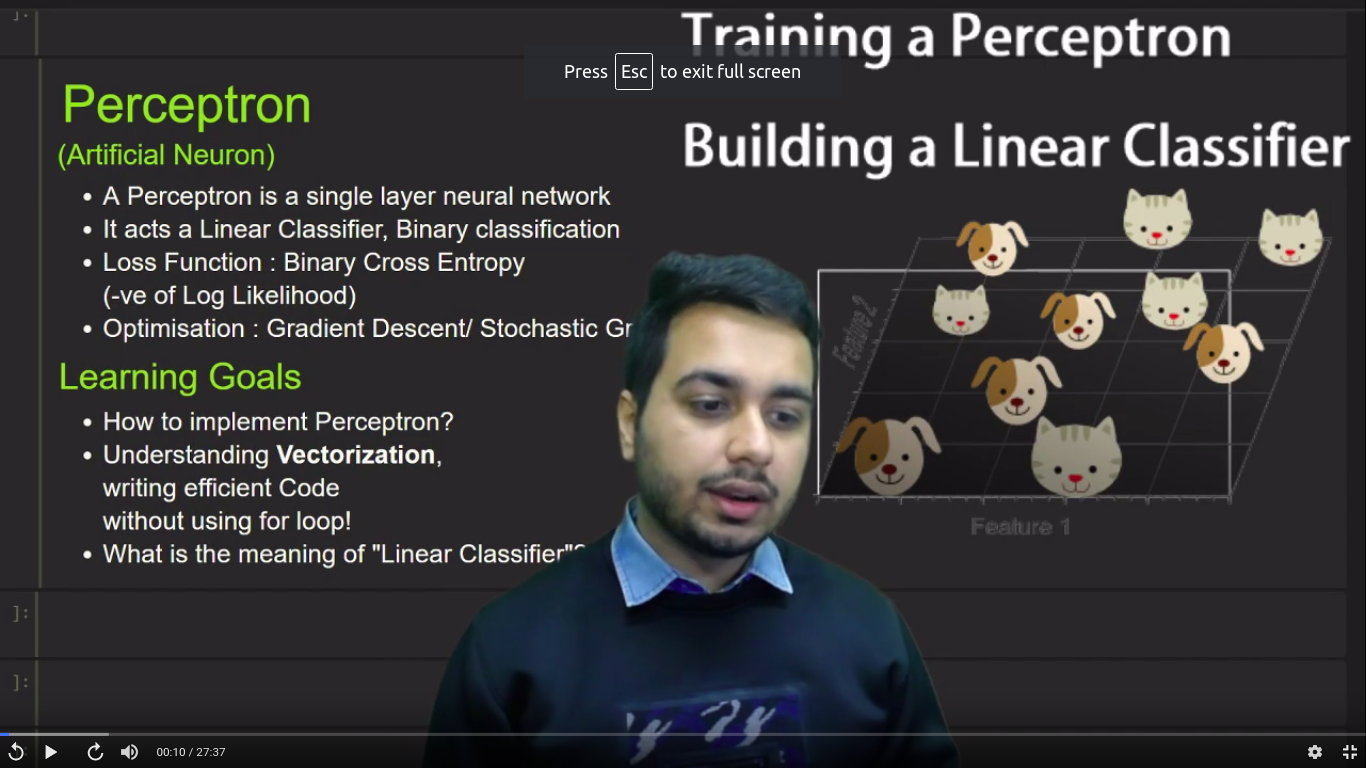 Training a Perceptron
Press Esc to exit full screen
Perceptron
Building a Linear Classifier
(Artificial Neuron)
• A Perceptron is a single layer neural network
• It acts a Linear Classifier, Binary classification
• Loss Function : Binary Cross Entropy
(-ve of Log Likelihood)
• Optimisation : Gradient Descent/ Stochastic Gr
Feature 2
Learning Goals
• How to implement Perceptron?
• Understanding Vectorization,
writing efficient Code
without using for loop!
Feature 1
• What is the meaning of "Linear Classifier"?
]:
]:
]:
00:10 / 27:37